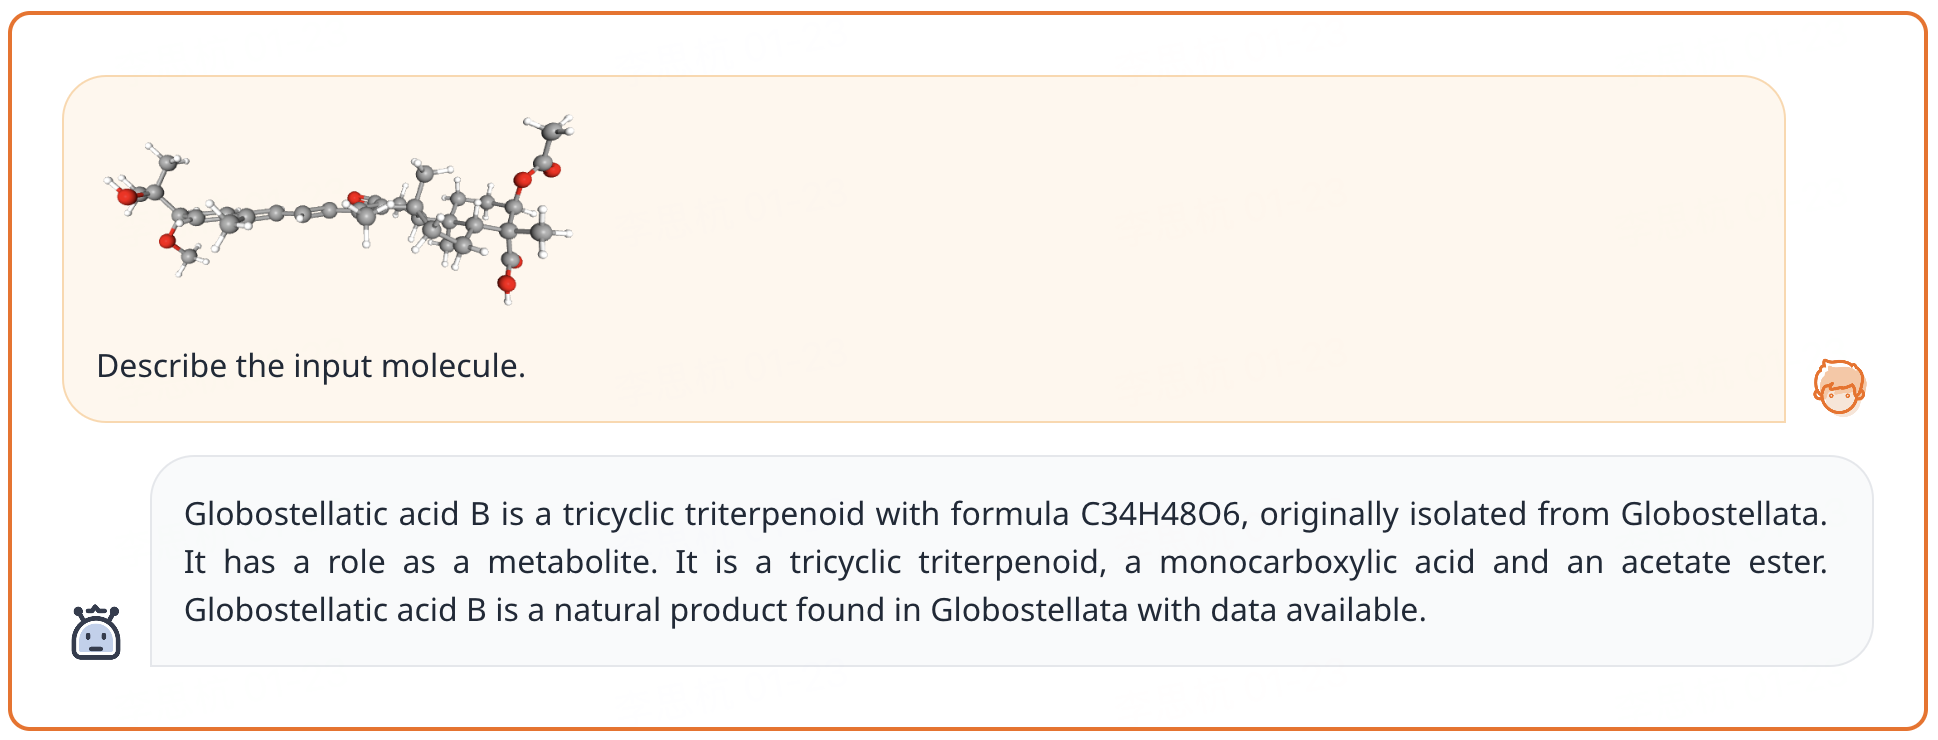 Describe the input molecule.
Globostellatic acid B is a tricyclic triterpenoid with formula C34H48O6, originally isolated from Globostellata.
It has a role as a metabolite. It is a tricyclic triterpenoid, a monocarboxylic acid and an acetate ester.
Globostellatic acid B is a natural product found in Globostellata with data available.